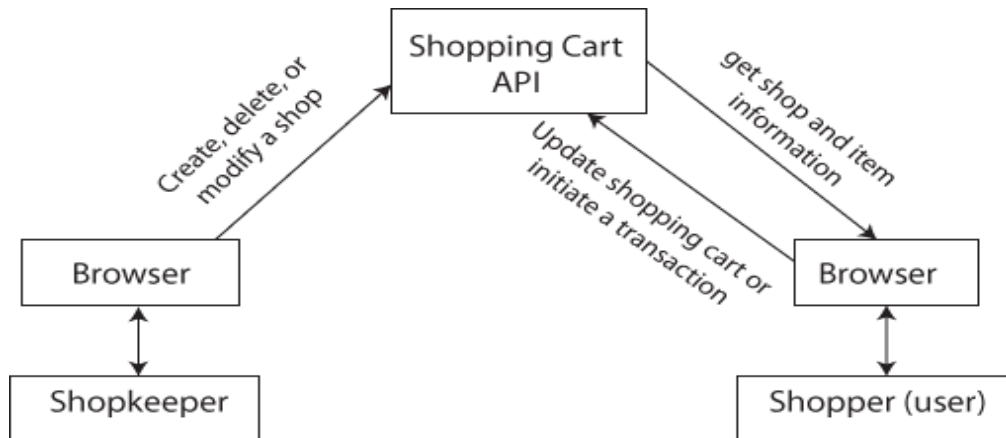 Shopping Cart
API
Create, delete, or
modify a shop
get shop and item
information
Update shopping cart or
initiate a transaction
Browser
Browser
Shopkeeper
Shopper (user)